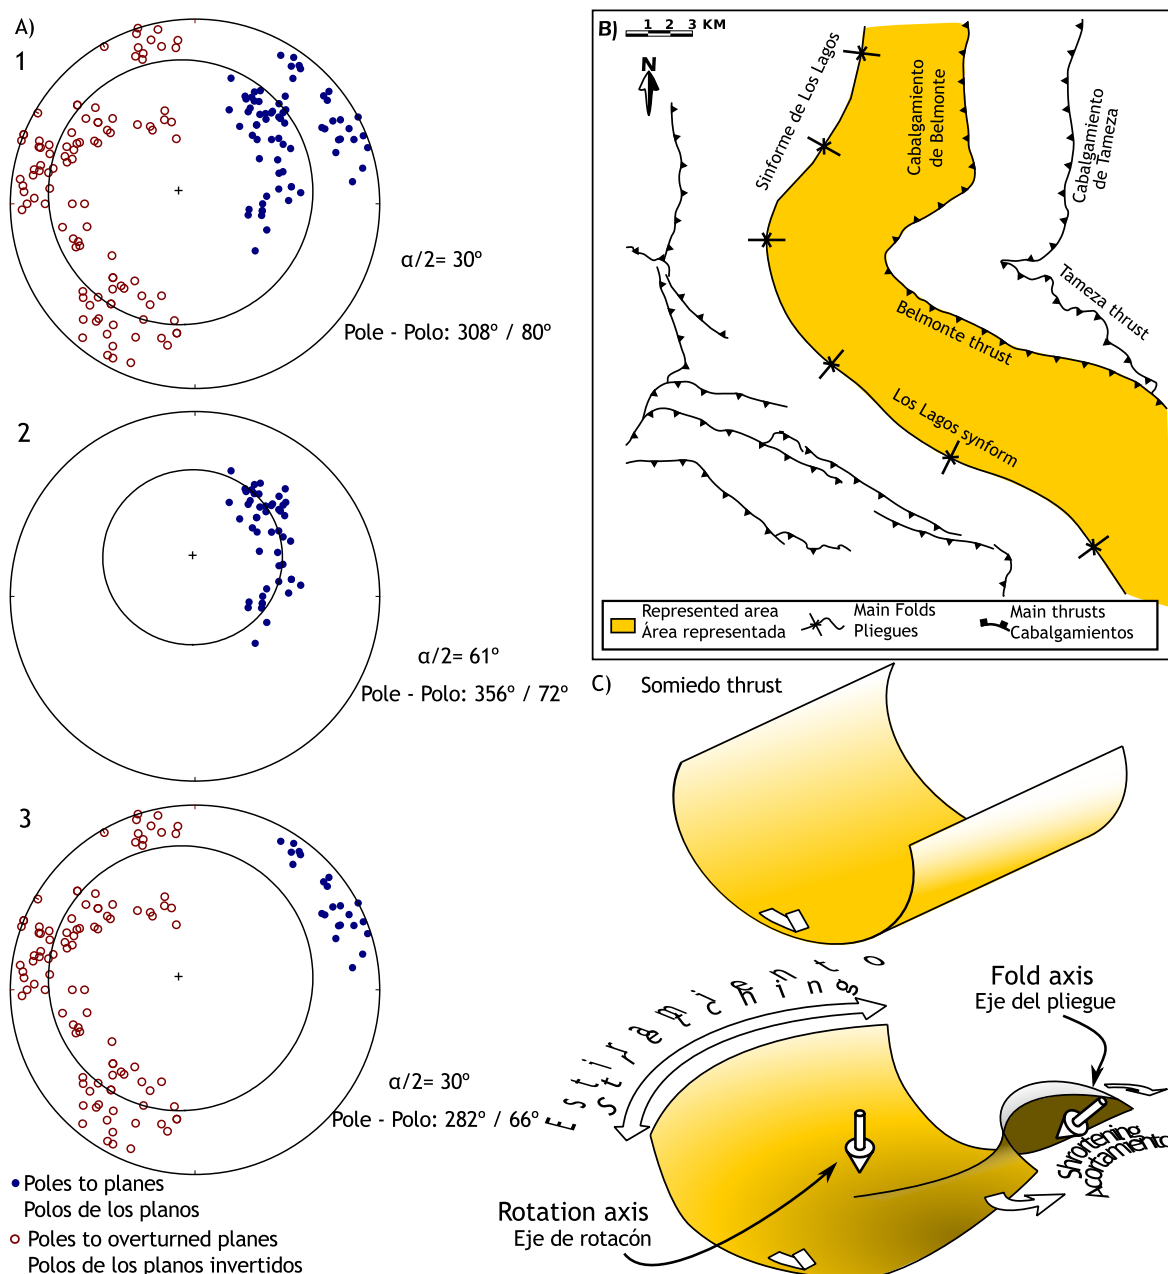 A)
1
α/2= 30º
Pole - Polo: 308º / 80º
2
α/2= 61º
Pole - Polo: 356º / 72º
3
α/2= 30º
Pole - Polo: 282º / 66º
Poles to planes
Polos de los planos
Poles to overturned planes
Polos de los planos invertidos
B)
1 2 3 KM
N
Sinforme de Los Lagos
Cabalgamiento
de Belmonte
Cabalgamiento
de Tameza
Tameza thrust
Belmonte thrust
Los Lagos synform
Represented area
Área representada
Main Folds
Pliegues
Main thrusts
Cabalgamientos
C)
Somiedo thrust
Estiramiento
stretching
Fold axis
Eje del pliegue
Shrortening
Acortamiento
Rotation axis
Eje de rotacón